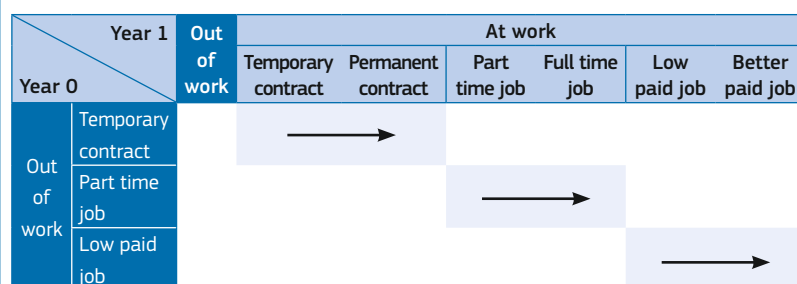 Year 1 Out At work
of Temporary Permanent Part Full time Low Better
Year 0 work contract contract time job job paid job paid job
Temporary
contract
Out
of
work
Part time
job
Low paid
job